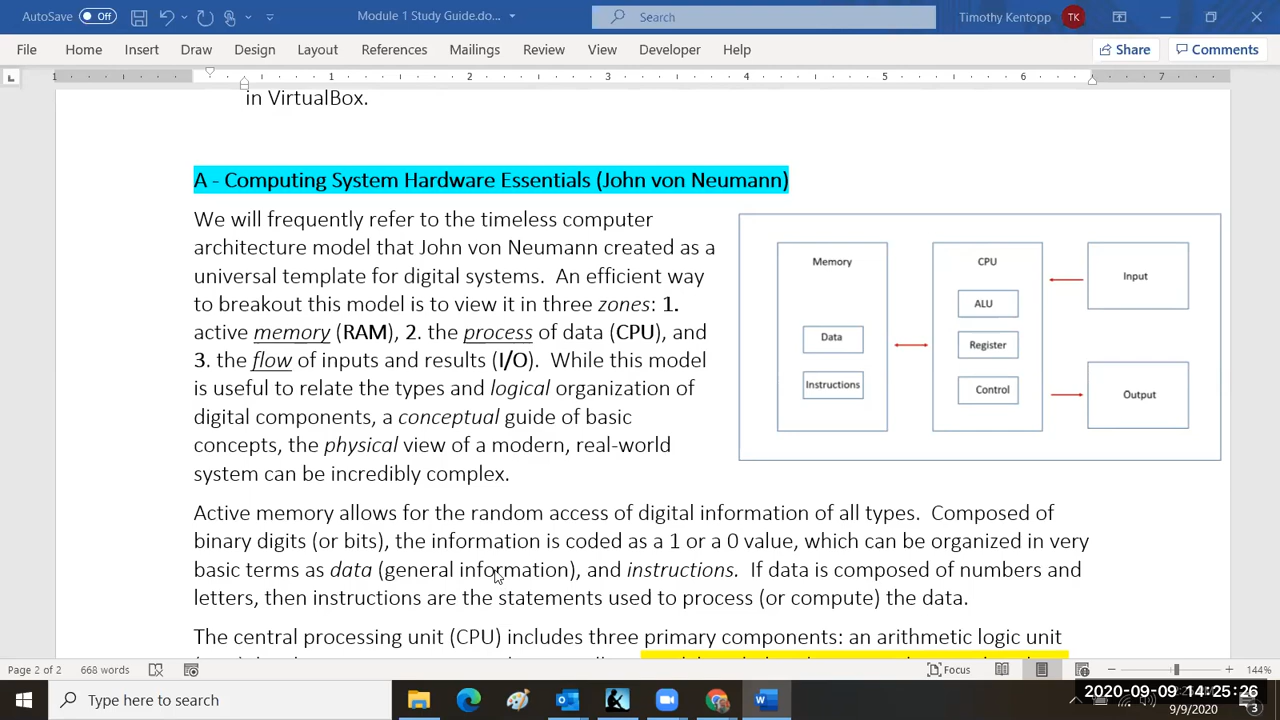 AutoSave Off
Module 1 Study Guide.do...
Search
Timothy Kentopp TK
File Home Insert Draw Design Layout References Mailings Review View Developer Help
Share Comments
1 1 2 3 4 5 6 7
in VirtualBox.
A - Computing System Hardware Essentials (John von Neumann)
We will frequently refer to the timeless computer
architecture model that John von Neumann created as a
universal template for digital systems. An efficient way
to breakout this model is to view it in three zones: 1.
active memory (RAM), 2. the process of data (CPU), and
3. the flow of inputs and results (I/O). While this model
is useful to relate the types and logical organization of
digital components, a conceptual guide of basic
concepts, the physical view of a modern, real-world
system can be incredibly complex.
Memory
Data
Instructions
CPU
ALU
Register
Control
Input
Output
Active memory allows for the random access of digital information of all types. Composed of
binary digits (or bits), the information is coded as a 1 or a 0 value, which can be organized in very
basic terms as data (general information), and instructions. If data is composed of numbers and
letters, then instructions are the statements used to process (or compute) the data.
The central processing unit (CPU) includes three primary components: an arithmetic logic unit
Page 2 of 2 668 words
Focus
144%
Type here to search
2020-09-09 14:25:26
9/9/2020
3